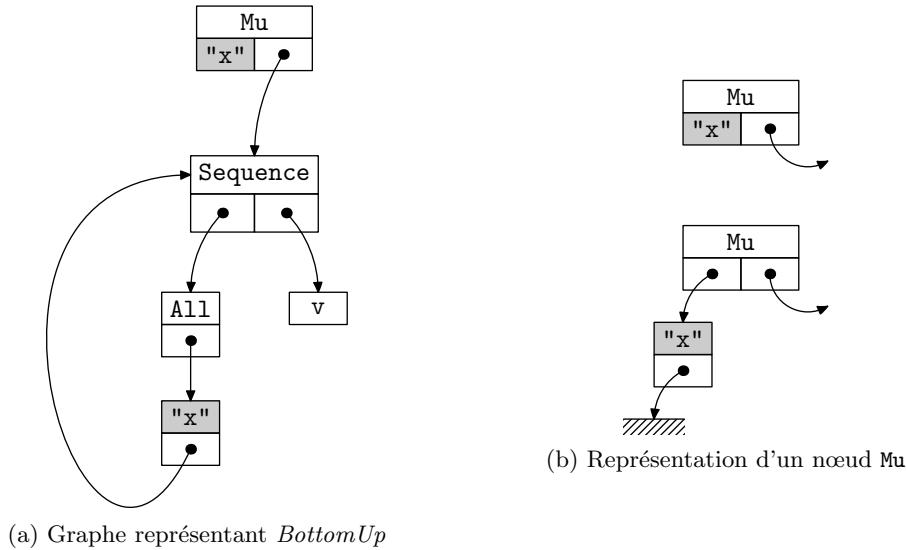 Mu
"x"
Sequence
All
v
"x"
(a) Graphe représentant BottomUp
Mu
"x"
Mu
"x"
(b) Représentation d'un nœud Mu